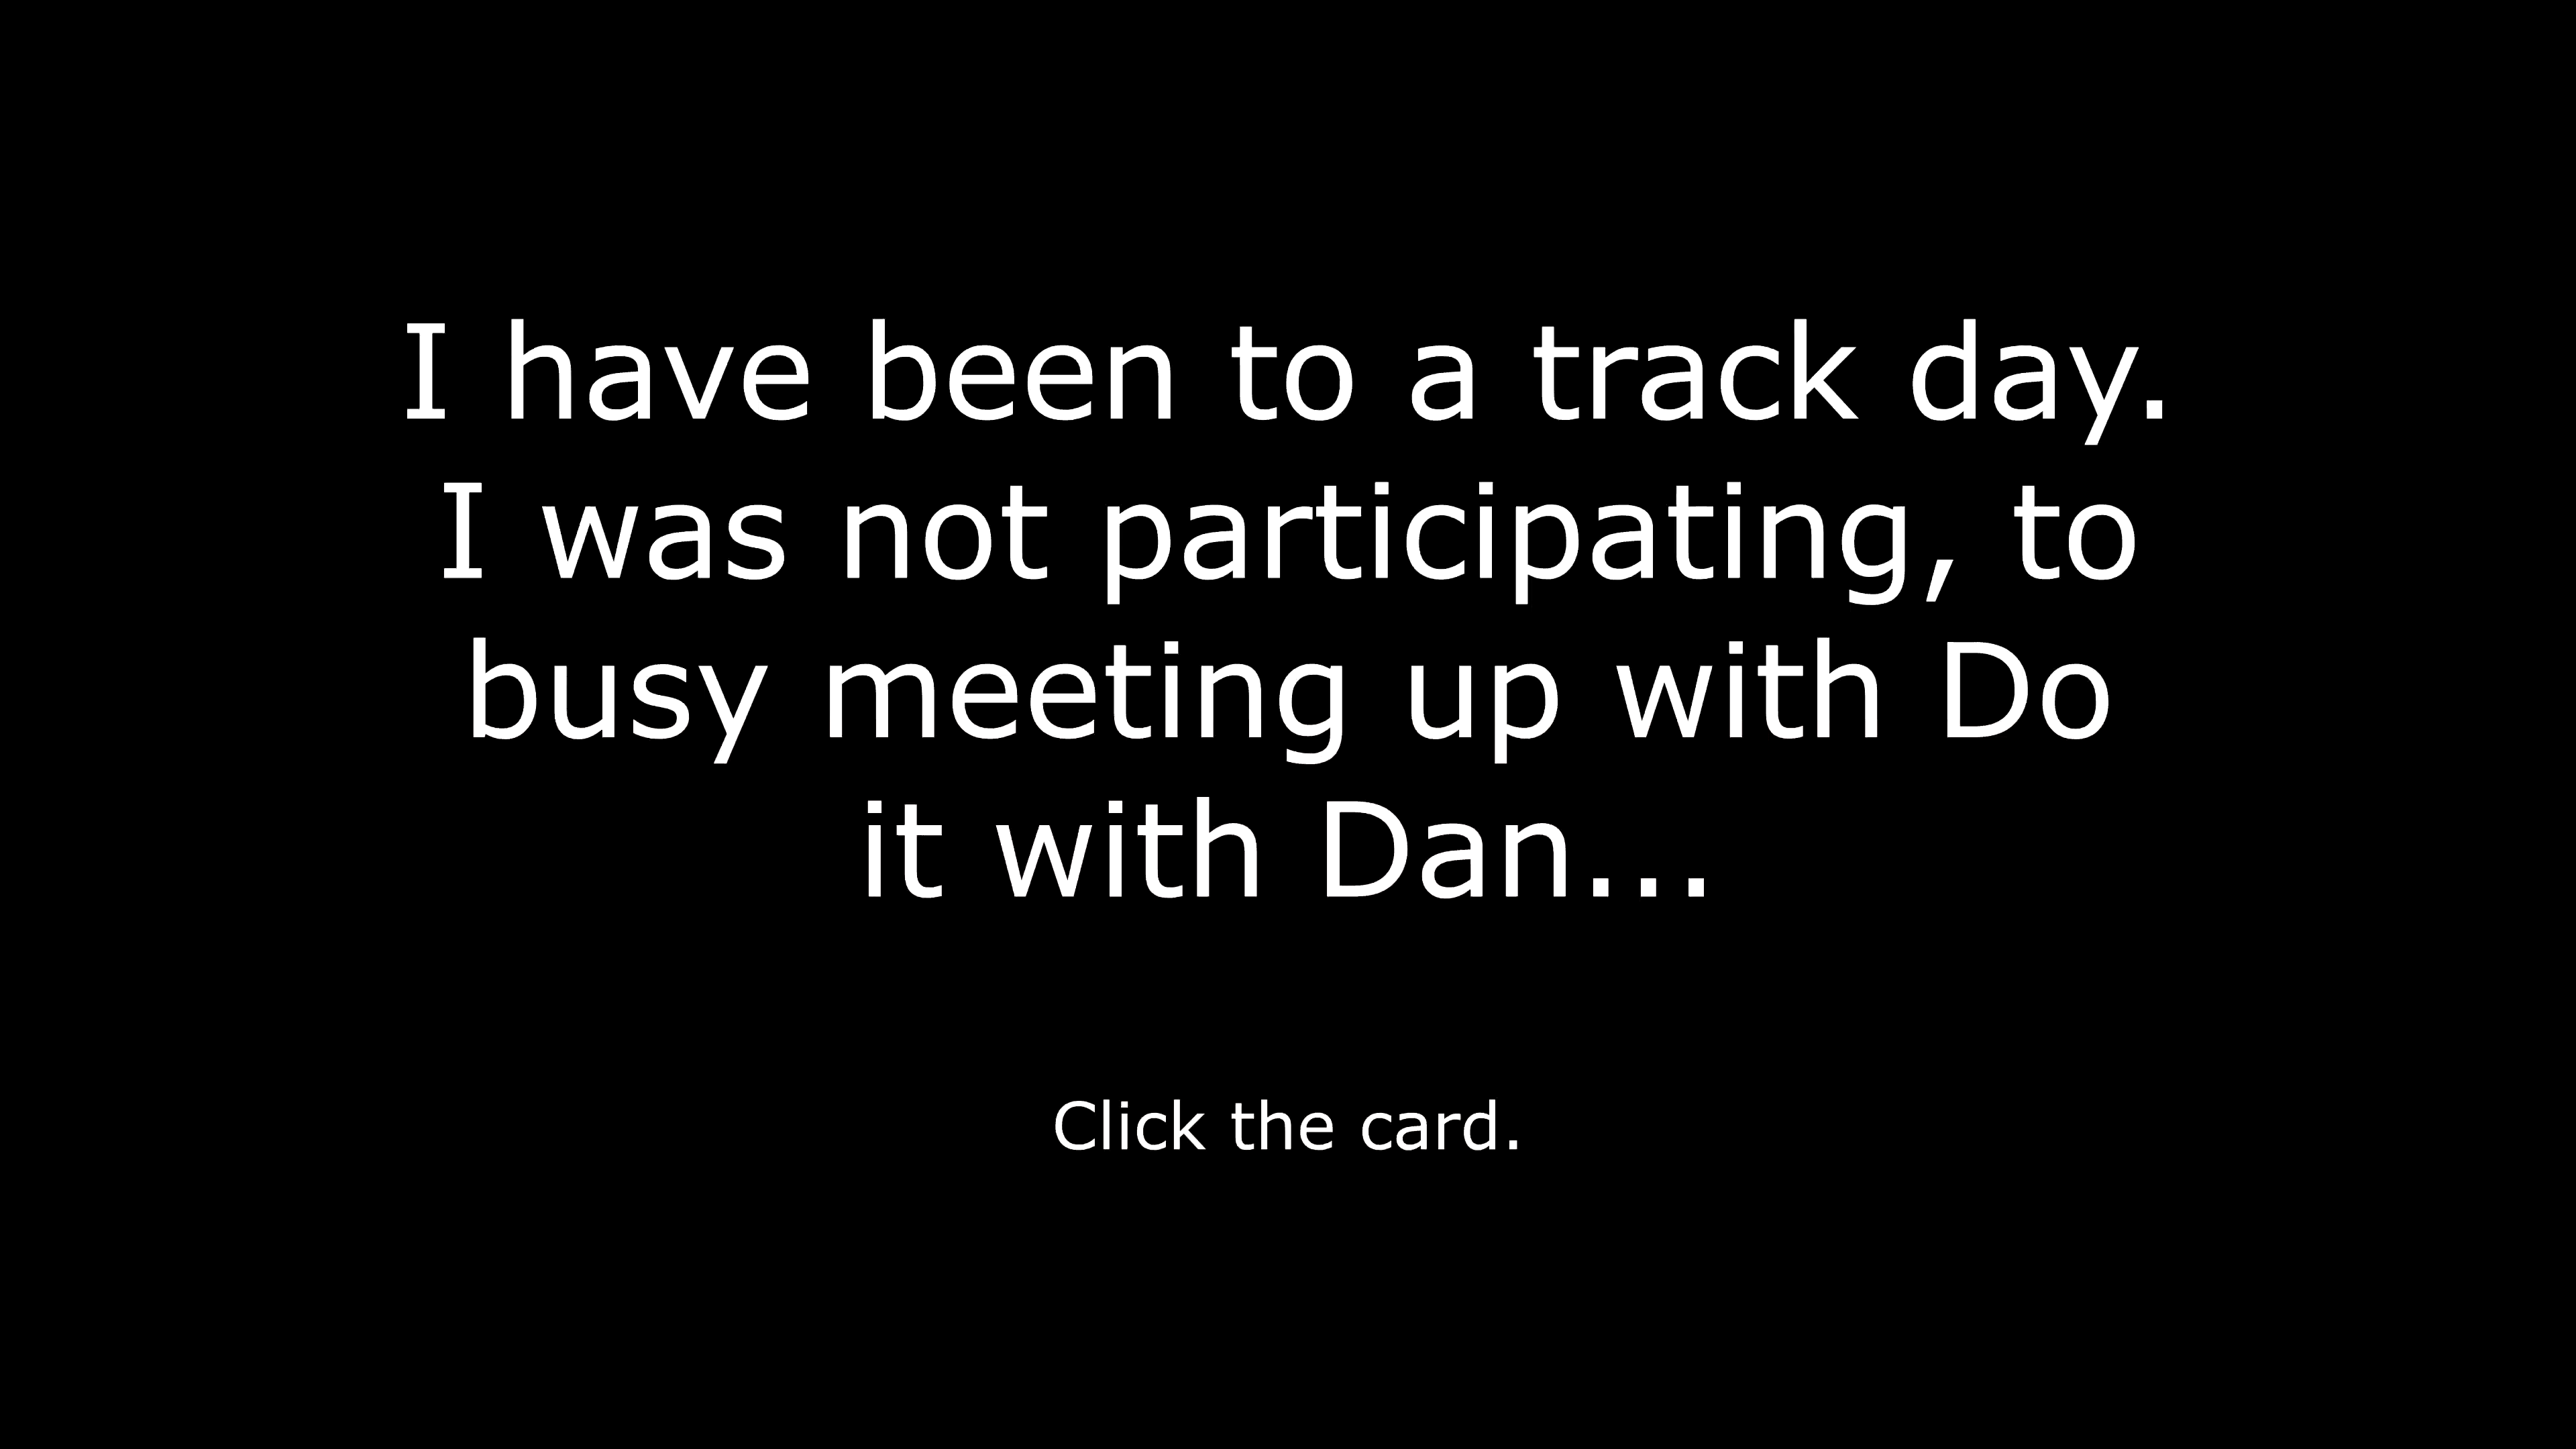 I have been to a track day.
I was not participating, to
busy meeting up with Do
it with Dan...
Click the card.